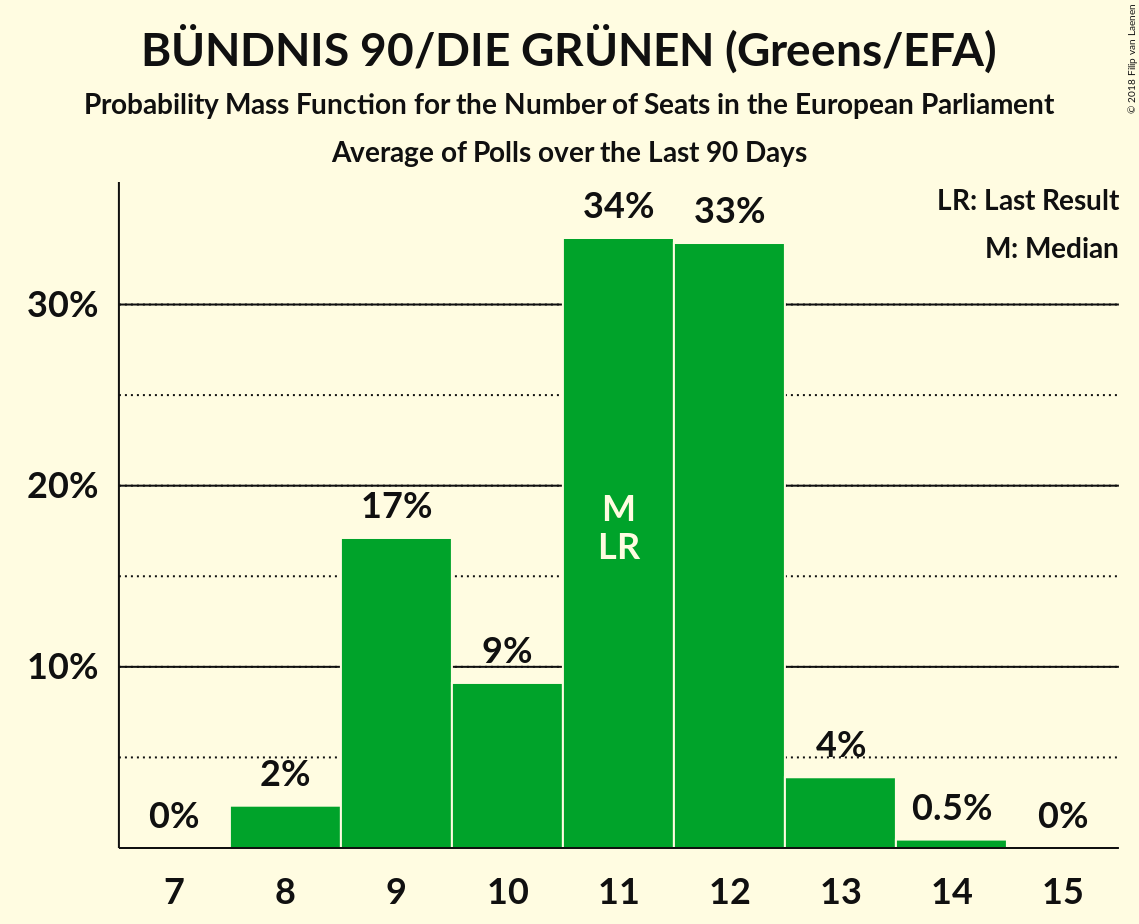 BÜNDNIS 90/DIE GRÜNEN (Greens/EFA)
Probability Mass Function for the Number of Seats in the European Parliament
Average of Polls over the Last 90 Days
© 2018 Filip van Laenen
LR: Last Result
M: Median
34%
33%
30%
20%
17%
M
LR
10%
9%
4%
2%
0.5%
0%
0%
7 8 9 10 11 12 13 14 15